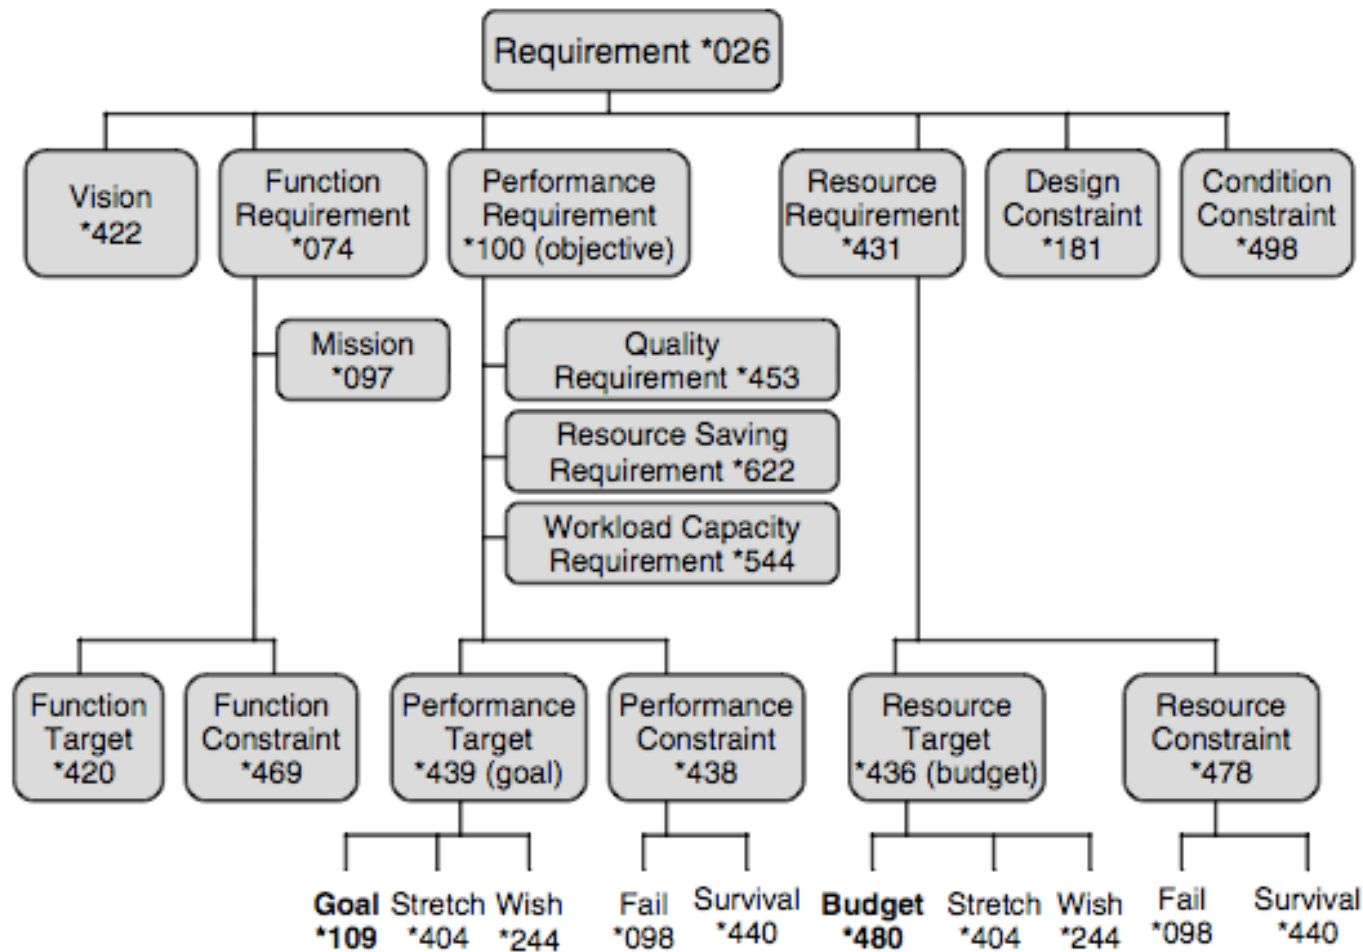 Requirement *026
Vision
*422
Function
Requirement
*074
Performance
Requirement
*100 (objective)
Resource
Requirement
*431
Design
Constraint
*181
Condition
Constraint
*498
Mission
*097
Quality
Requirement *453
Resource Saving
Requirement *622
Workload Capacity
Requirement *544
Function
Target
*420
Function
Constraint
*469
Performance
Target
*439 (goal)
Performance
Constraint
*438
Resource
Target
*436 (budget)
Resource
Constraint
*478
Goal
*109
Stretch
*404
Wish
*244
Fail
*098
Survival
*440
Budget
*480
Stretch
*404
Wish
*244
Fail
*098
Survival
*440